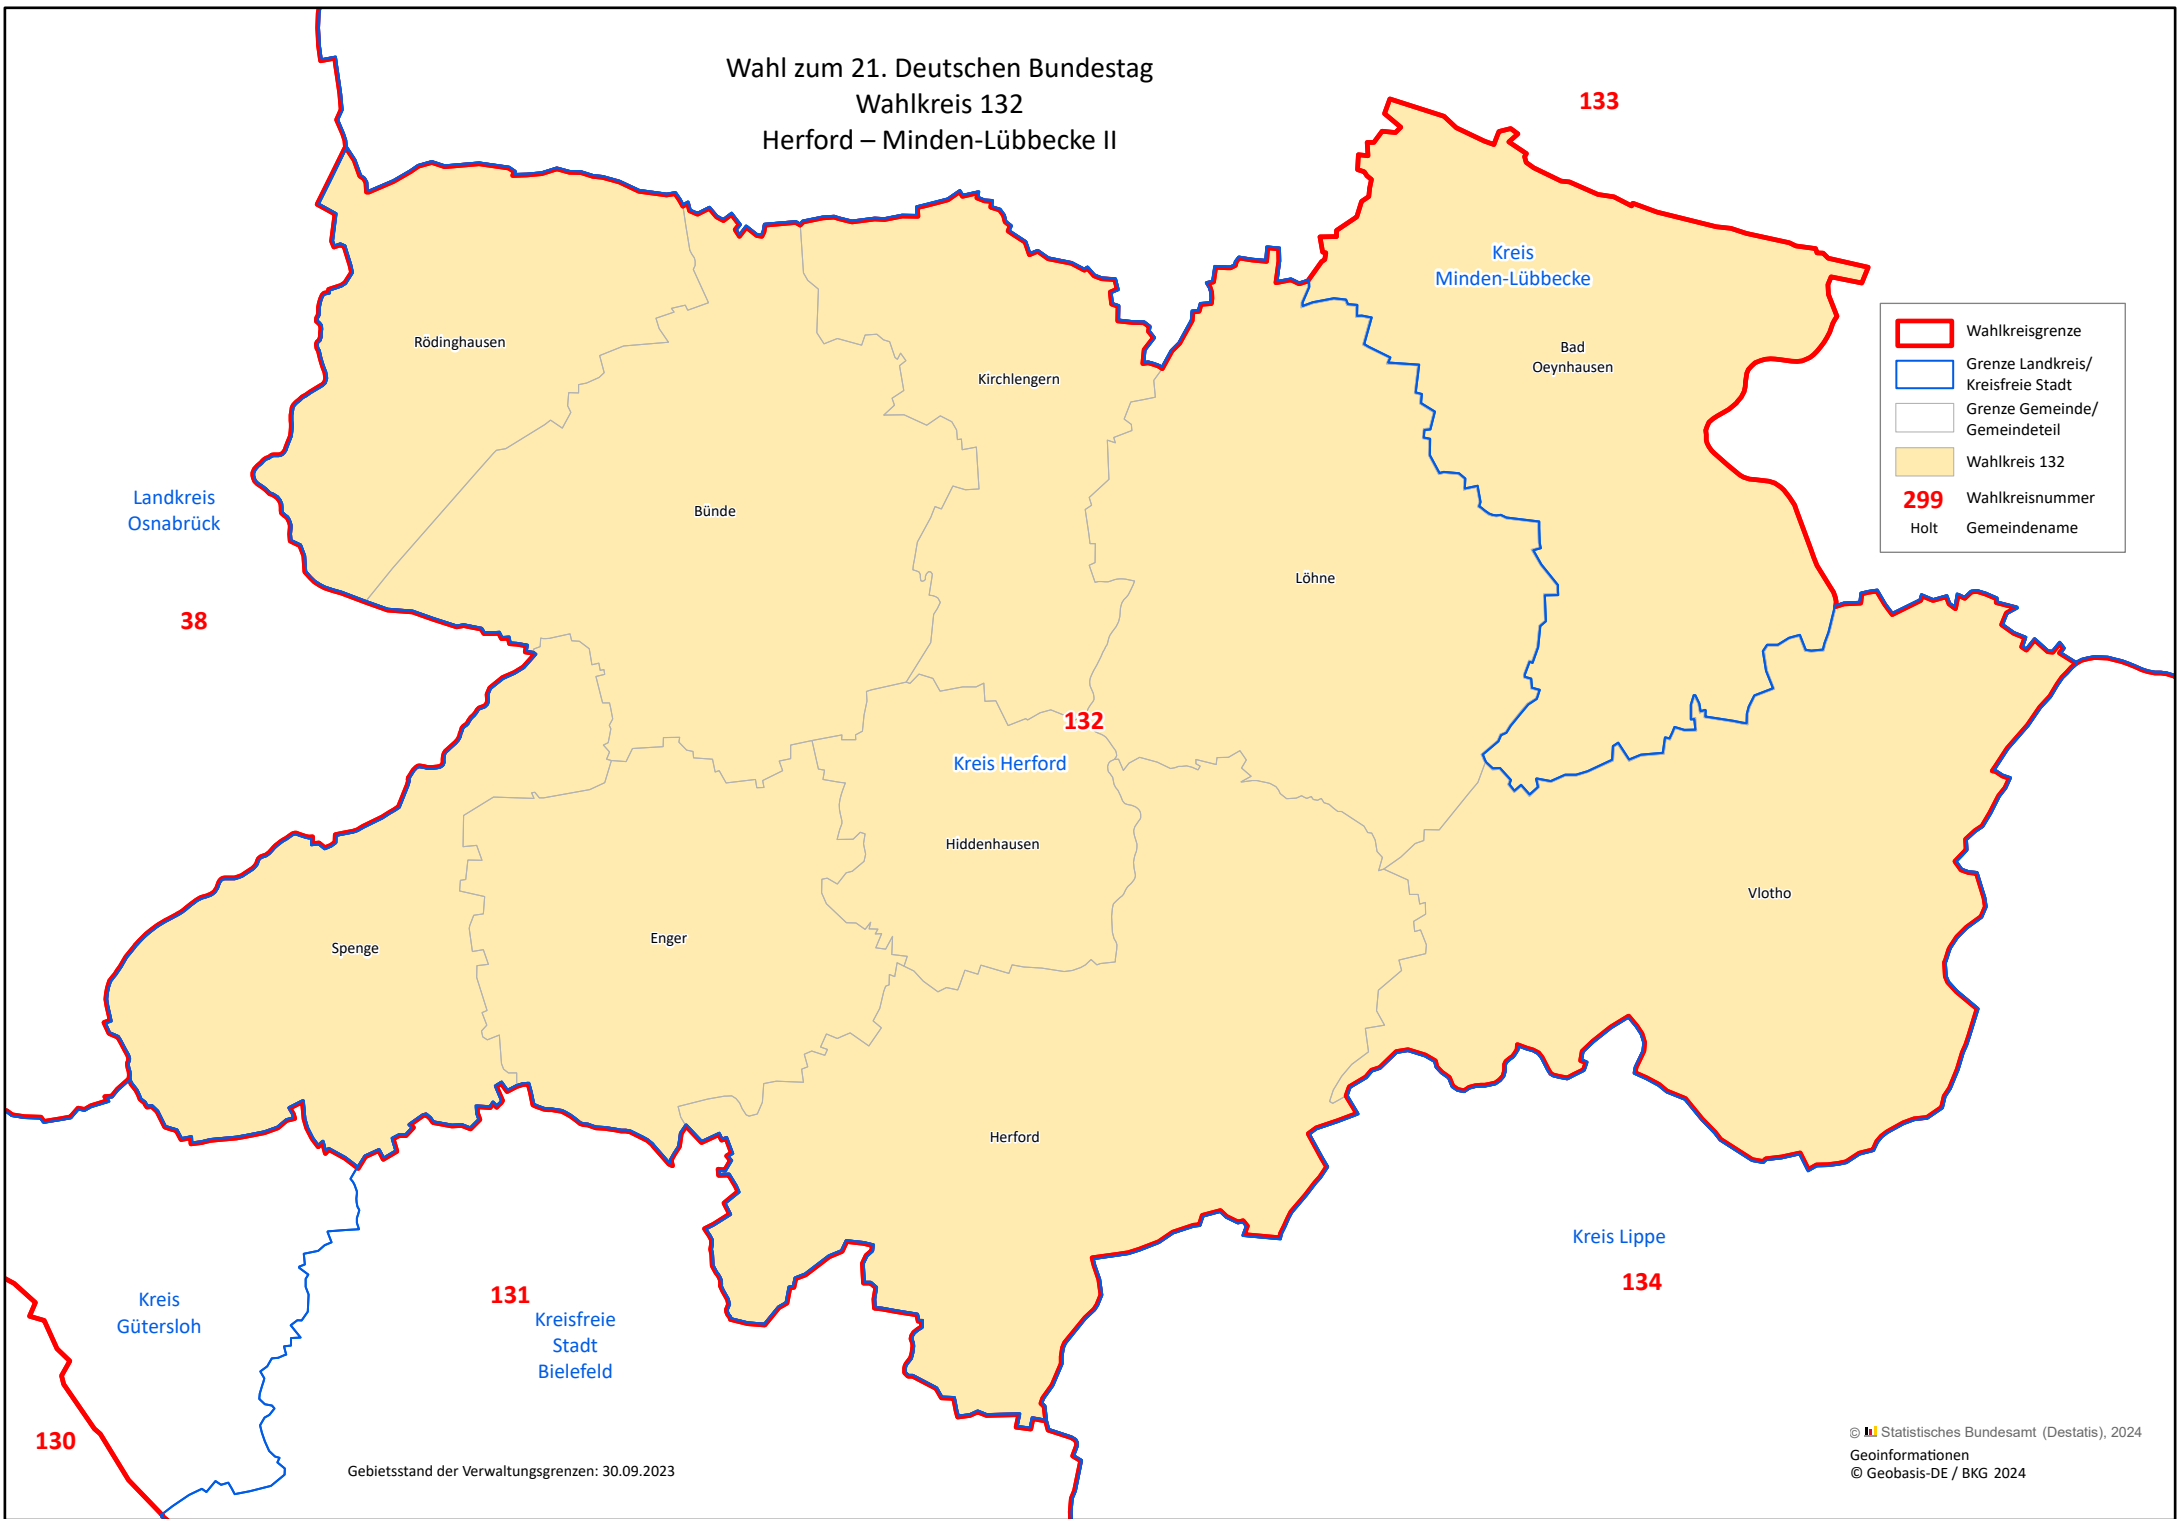 Wahl zum 21. Deutschen Bundestag
Wahlkreis 132
Herford – Minden-Lübbecke II
133
Kreis
Minden-Lübbecke
Rödinghausen
Kirchlengern
Bad
Oeynhausen
Wahlkreisgrenze
Grenze Landkreis/
Kreisfreie Stadt
Grenze Gemeinde/
Gemeindeteil
Wahlkreis 132
299 Wahlkreisnummer
Holt Gemeindename
Landkreis
Osnabrück
Bünde
Löhne
38
132
Kreis Herford
Hiddenhausen
Vlotho
Spenge
Enger
Herford
Kreis Lippe
134
Kreis
Gütersloh
131
Kreisfreie
Stadt
Bielefeld
130
Gebietsstand der Verwaltungsgrenzen: 30.09.2023
© Statistisches Bundesamt (Destatis), 2024
Geoinformationen
© Geobasis-DE / BKG 2024